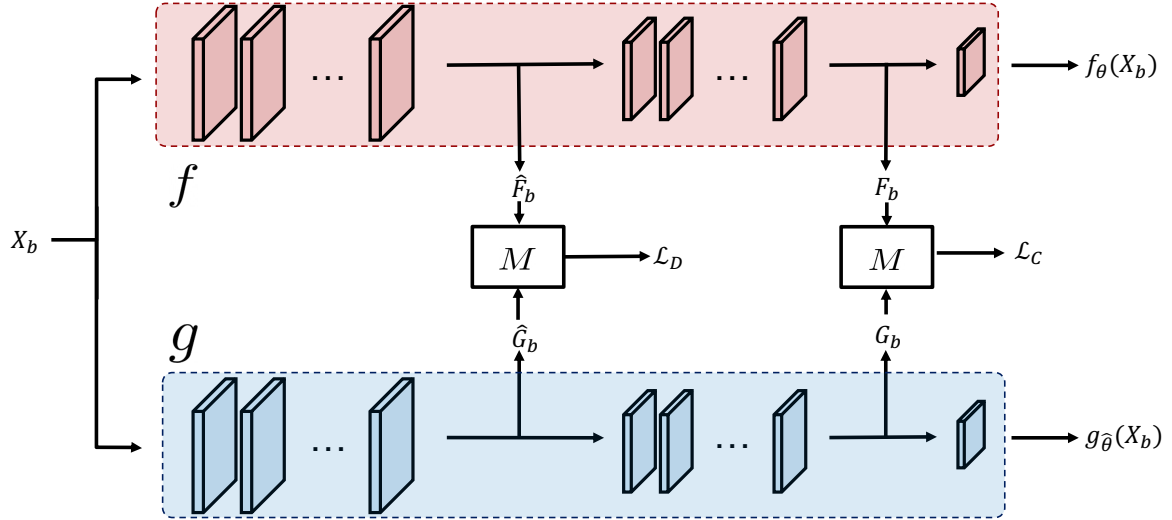 ... ... f_θ(X_b)
f F̂_b F_b
X_b M ℒ_D M ℒ_C
g Ĝ_b G_b
... ... g_θ̂(X_b)